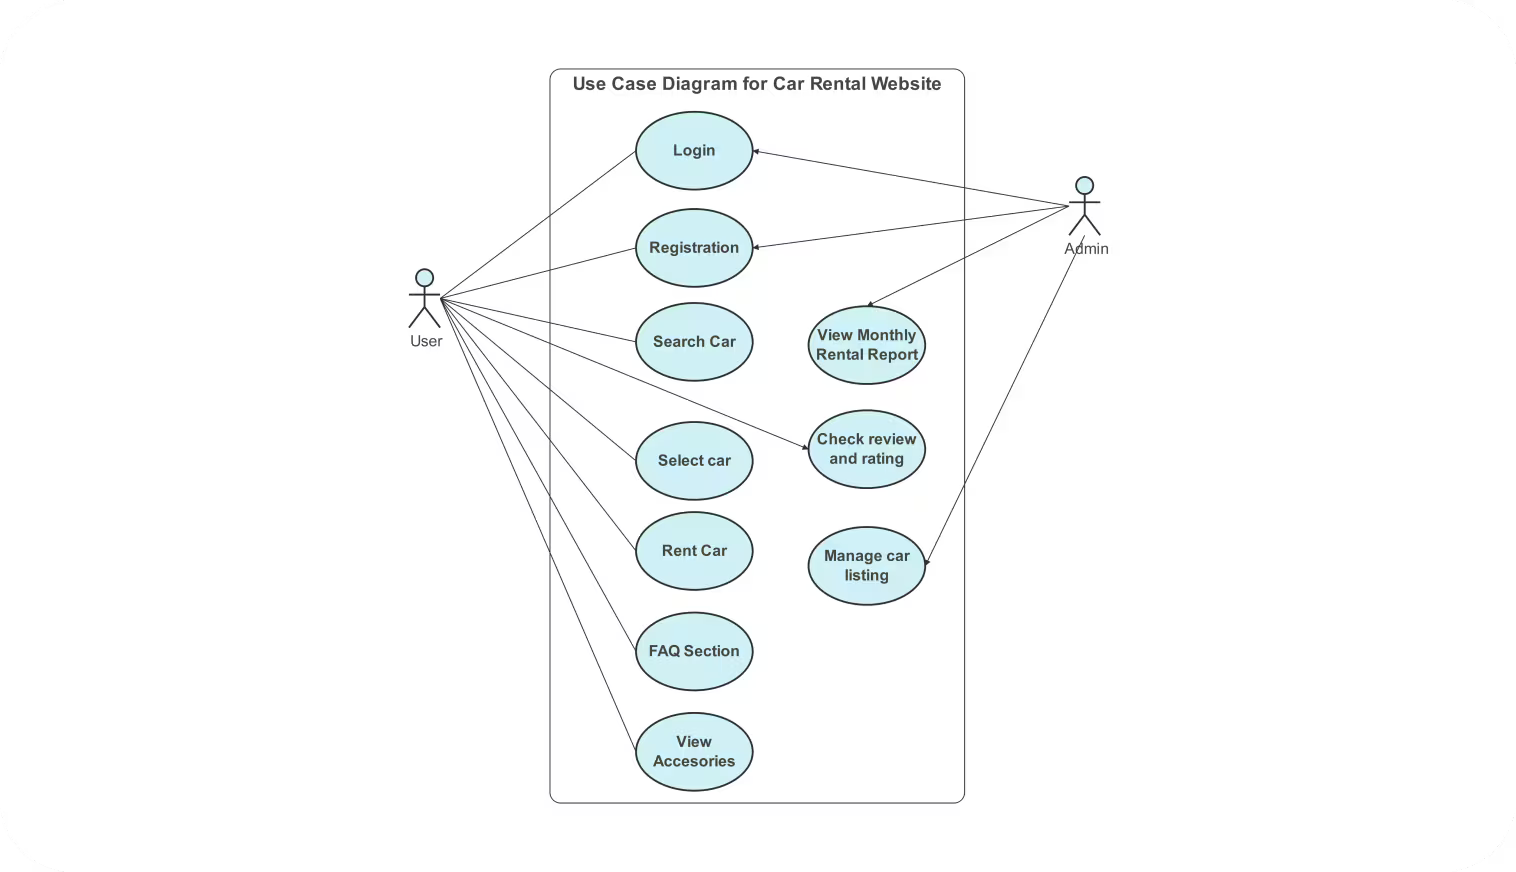 Use Case Diagram for Car Rental Website
Login
Registration
Search Car
Select car
Rent Car
FAQ Section
View
Accesories
View Monthly
Rental Report
Check review
and rating
Manage car
listing
User
Admin